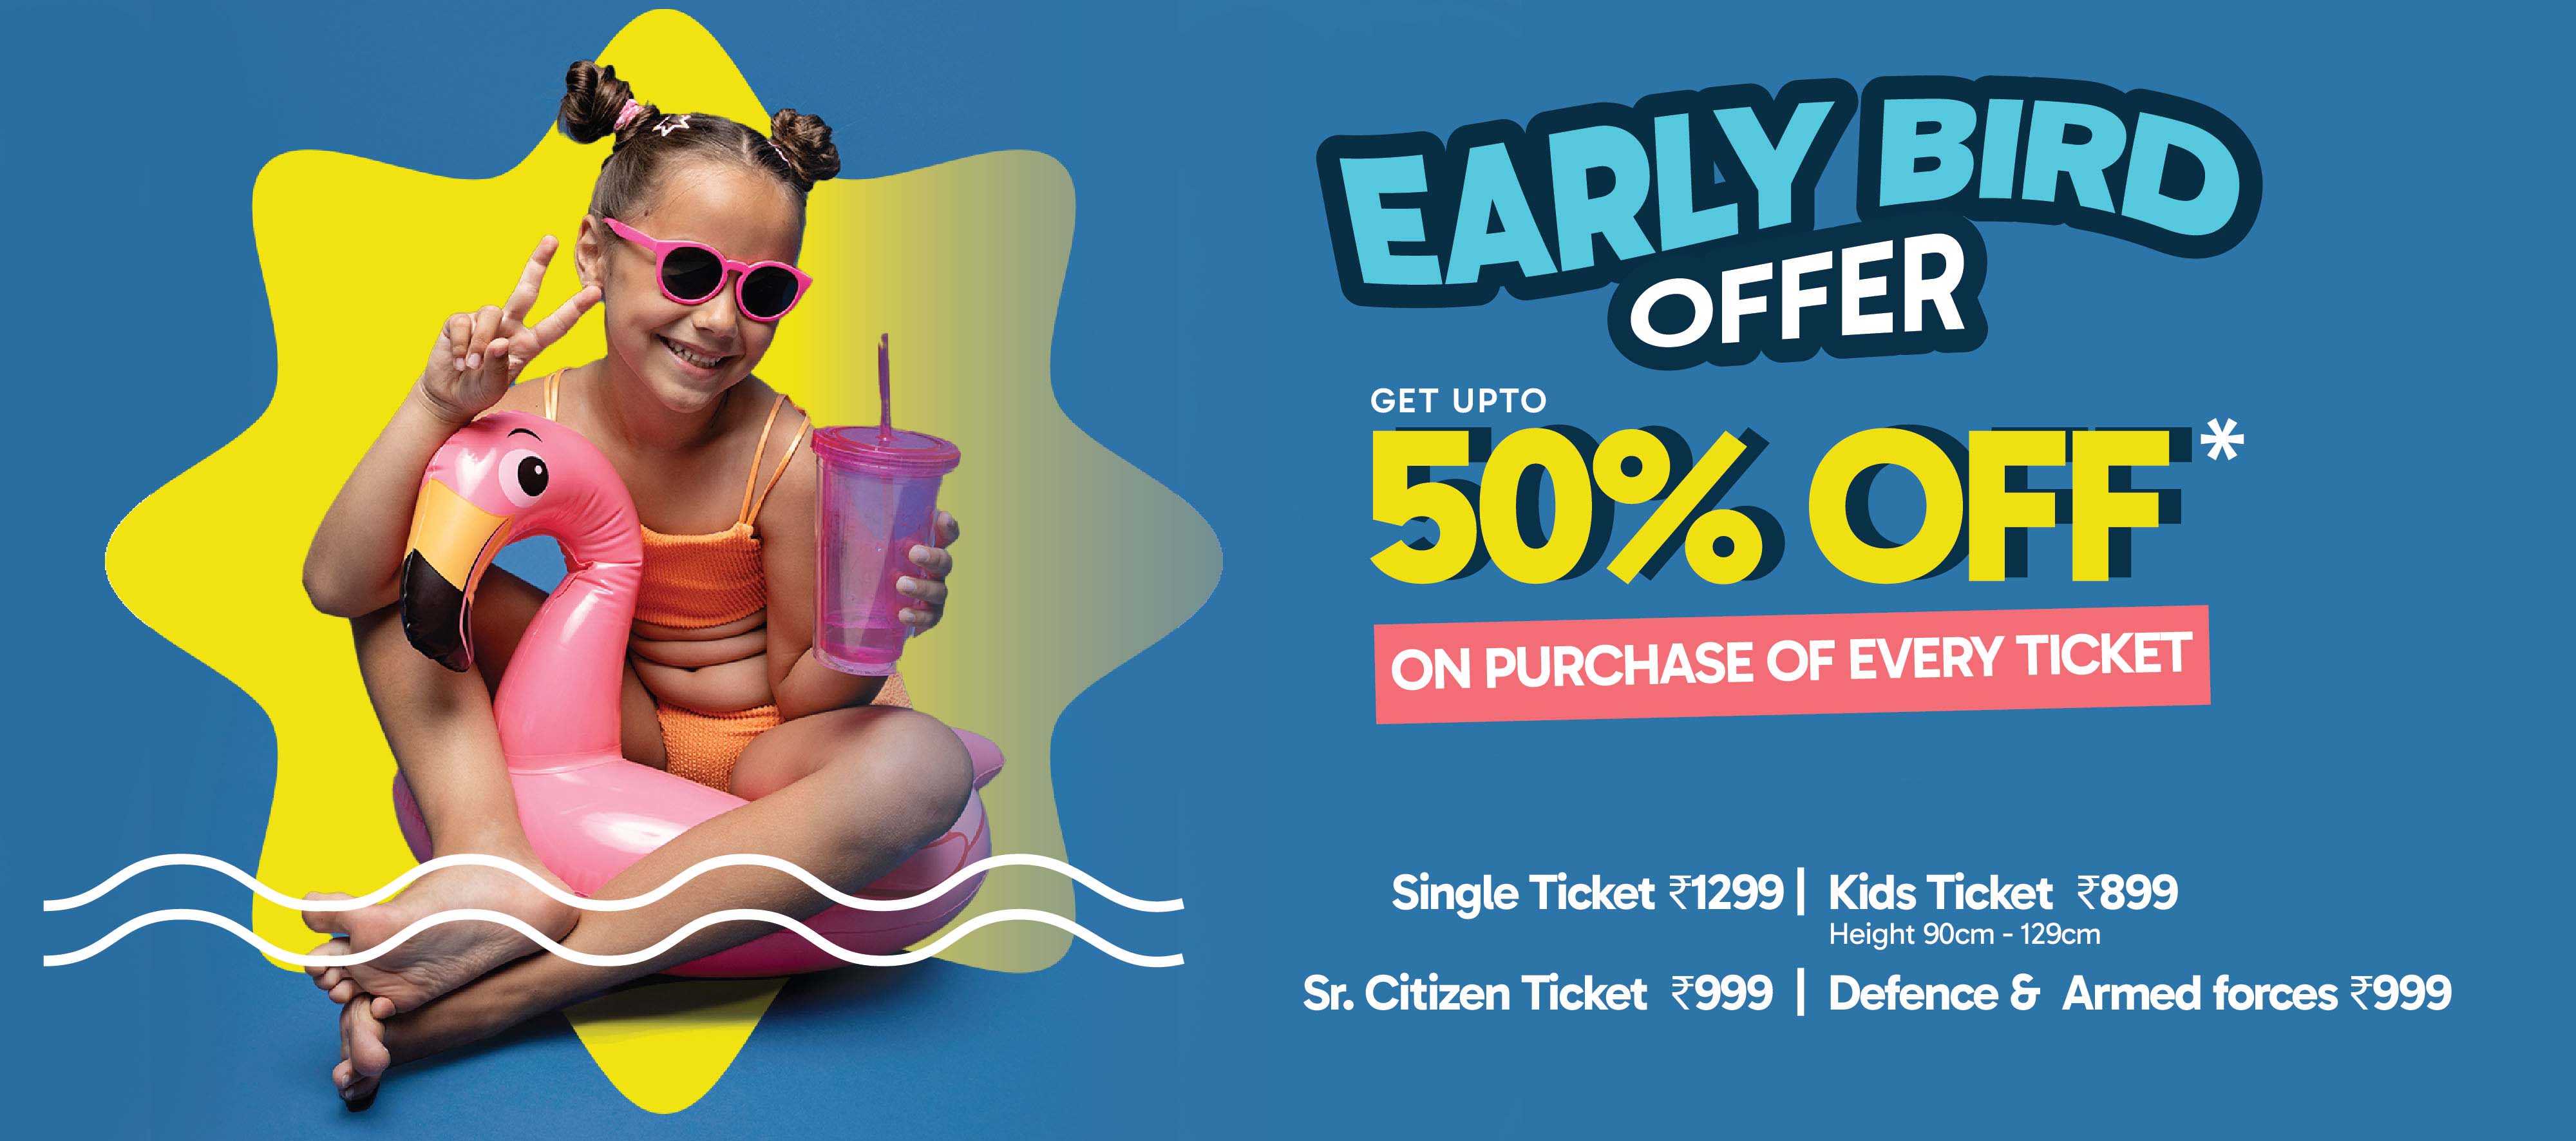 EARLY BIRD
OFFER
GET UPTO
50% OFF*
ON PURCHASE OF EVERY TICKET
Single Ticket ₹1299 | Kids Ticket ₹899
Height 90cm - 129cm
Sr. Citizen Ticket ₹999 | Defence & Armed forces ₹999